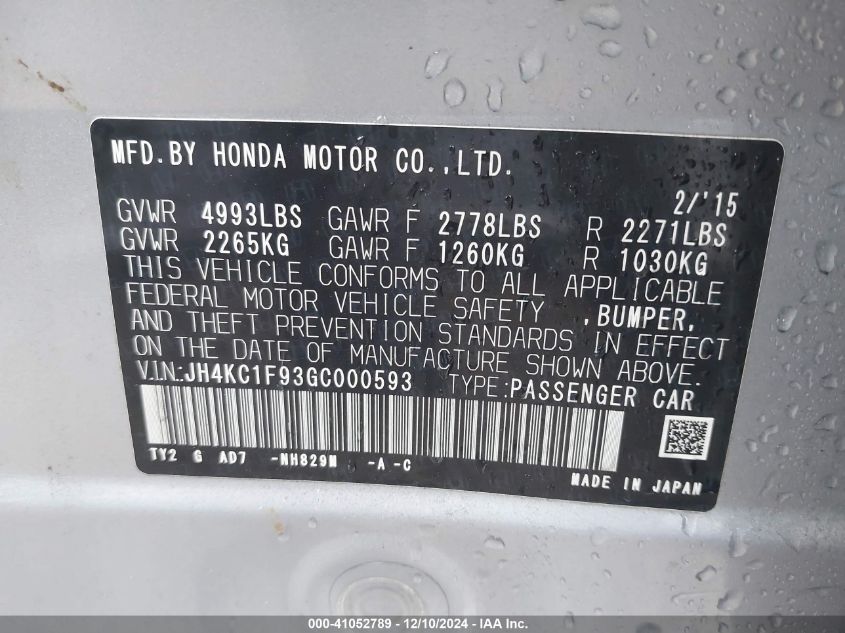 MFD.BY HONDA MOTOR CO.,LTD.
2/'15
GVWR 4993LBS GAWR F 2778LBS R 2271LBS
GVWR 2265KG GAWR F 1260KG R 1030KG
THIS VEHICLE CONFORMS TO ALL APPLICABLE
FEDERAL MOTOR VEHICLE SAFETY ,BUMPER,
AND THEFT PREVENTION STANDARDS IN EFFECT
ON THE DATE OF MANUFACTURE SHOWN ABOVE.
V.I.N.:JH4KC1F93GC000593 TYPE:PASSENGER CAR
TY2 G AD7 -NH829M -A -C
MADE IN JAPAN
000-41052789 - 12/10/2024 - IAA Inc.